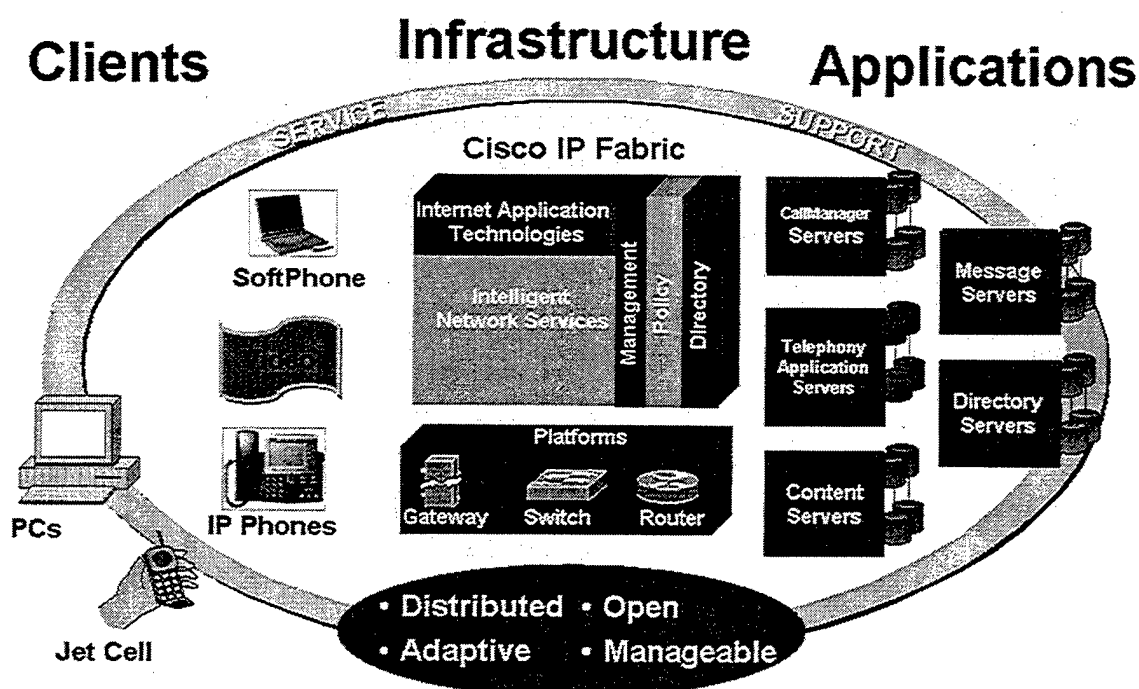 Clients
Infrastructure
Applications
SERVICE
SUPPORT
Cisco IP Fabric
SoftPhone
IP Phones
PCs
Jet Cell
Internet Application
Technologies
Intelligent
Network Services
Management
Policy
Directory
Platforms
Gateway
Switch
Router
CallManager
Servers
Telephony
Application
Servers
Content
Servers
Message
Servers
Directory
Servers
• Distributed • Open
• Adaptive • Manageable